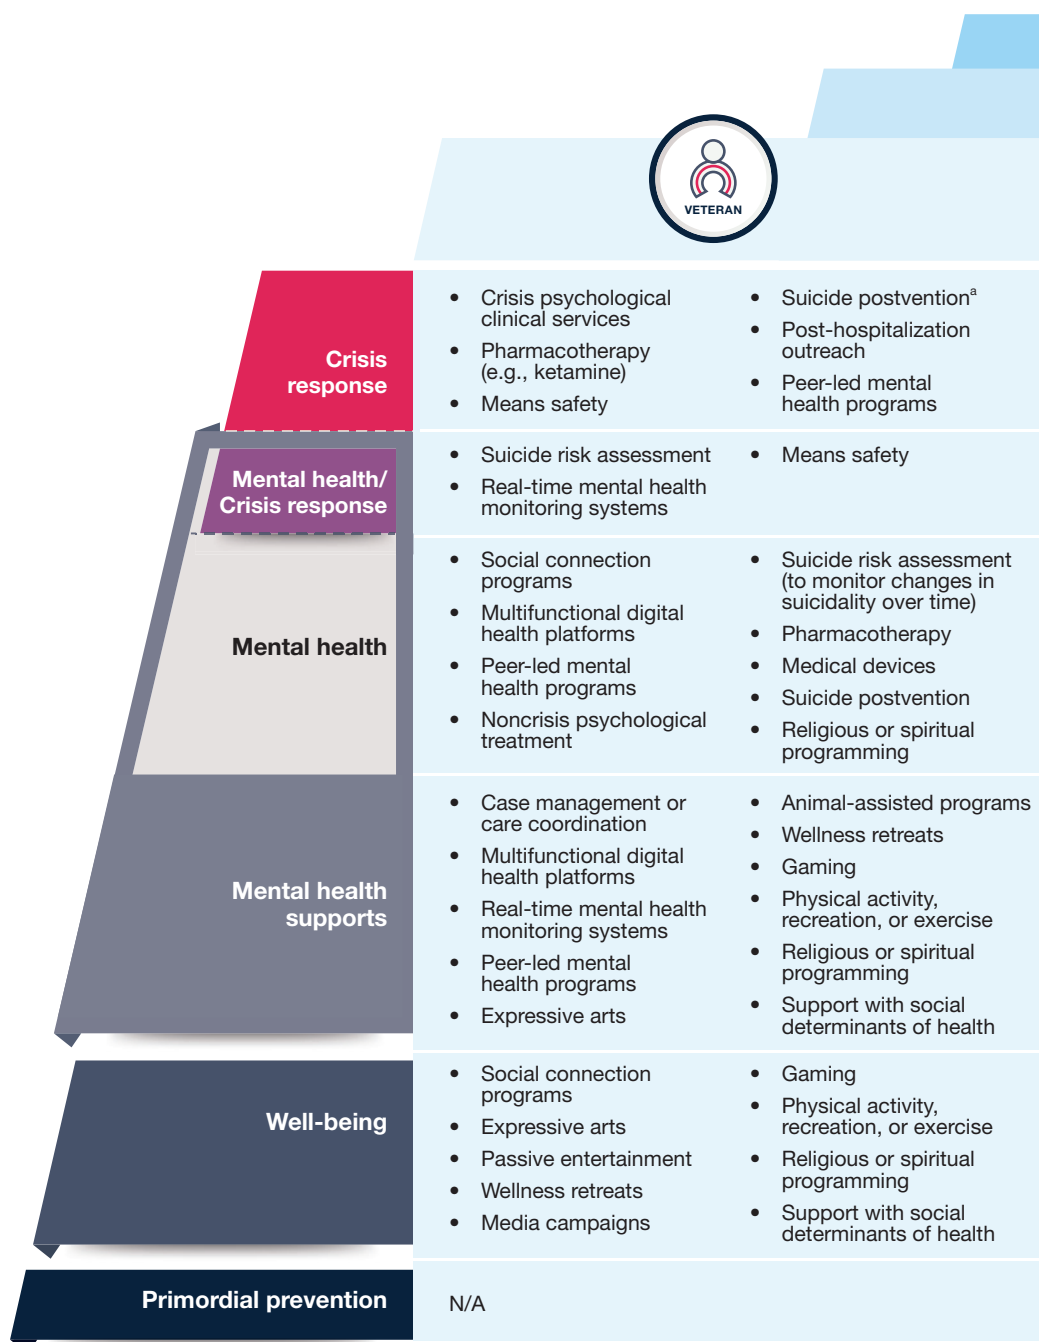 VETERAN
Crisis
response
• Crisis psychological
clinical services
• Pharmacotherapy
(e.g., ketamine)
• Means safety
• Suicide postventionᵃ
• Post-hospitalization
outreach
• Peer-led mental
health programs
Mental health/
Crisis response
• Suicide risk assessment
• Real-time mental health
monitoring systems
• Means safety
Mental health
• Social connection
programs
• Multifunctional digital
health platforms
• Peer-led mental
health programs
• Noncrisis psychological
treatment
• Suicide risk assessment
(to monitor changes in
suicidality over time)
• Pharmacotherapy
• Medical devices
• Suicide postvention
• Religious or spiritual
programming
Mental health
supports
• Case management or
care coordination
• Multifunctional digital
health platforms
• Real-time mental health
monitoring systems
• Peer-led mental
health programs
• Expressive arts
• Animal-assisted programs
• Wellness retreats
• Gaming
• Physical activity,
recreation, or exercise
• Religious or spiritual
programming
• Support with social
determinants of health
Well-being
• Social connection
programs
• Expressive arts
• Passive entertainment
• Wellness retreats
• Media campaigns
• Gaming
• Physical activity,
recreation, or exercise
• Religious or spiritual
programming
• Support with social
determinants of health
Primordial prevention
N/A